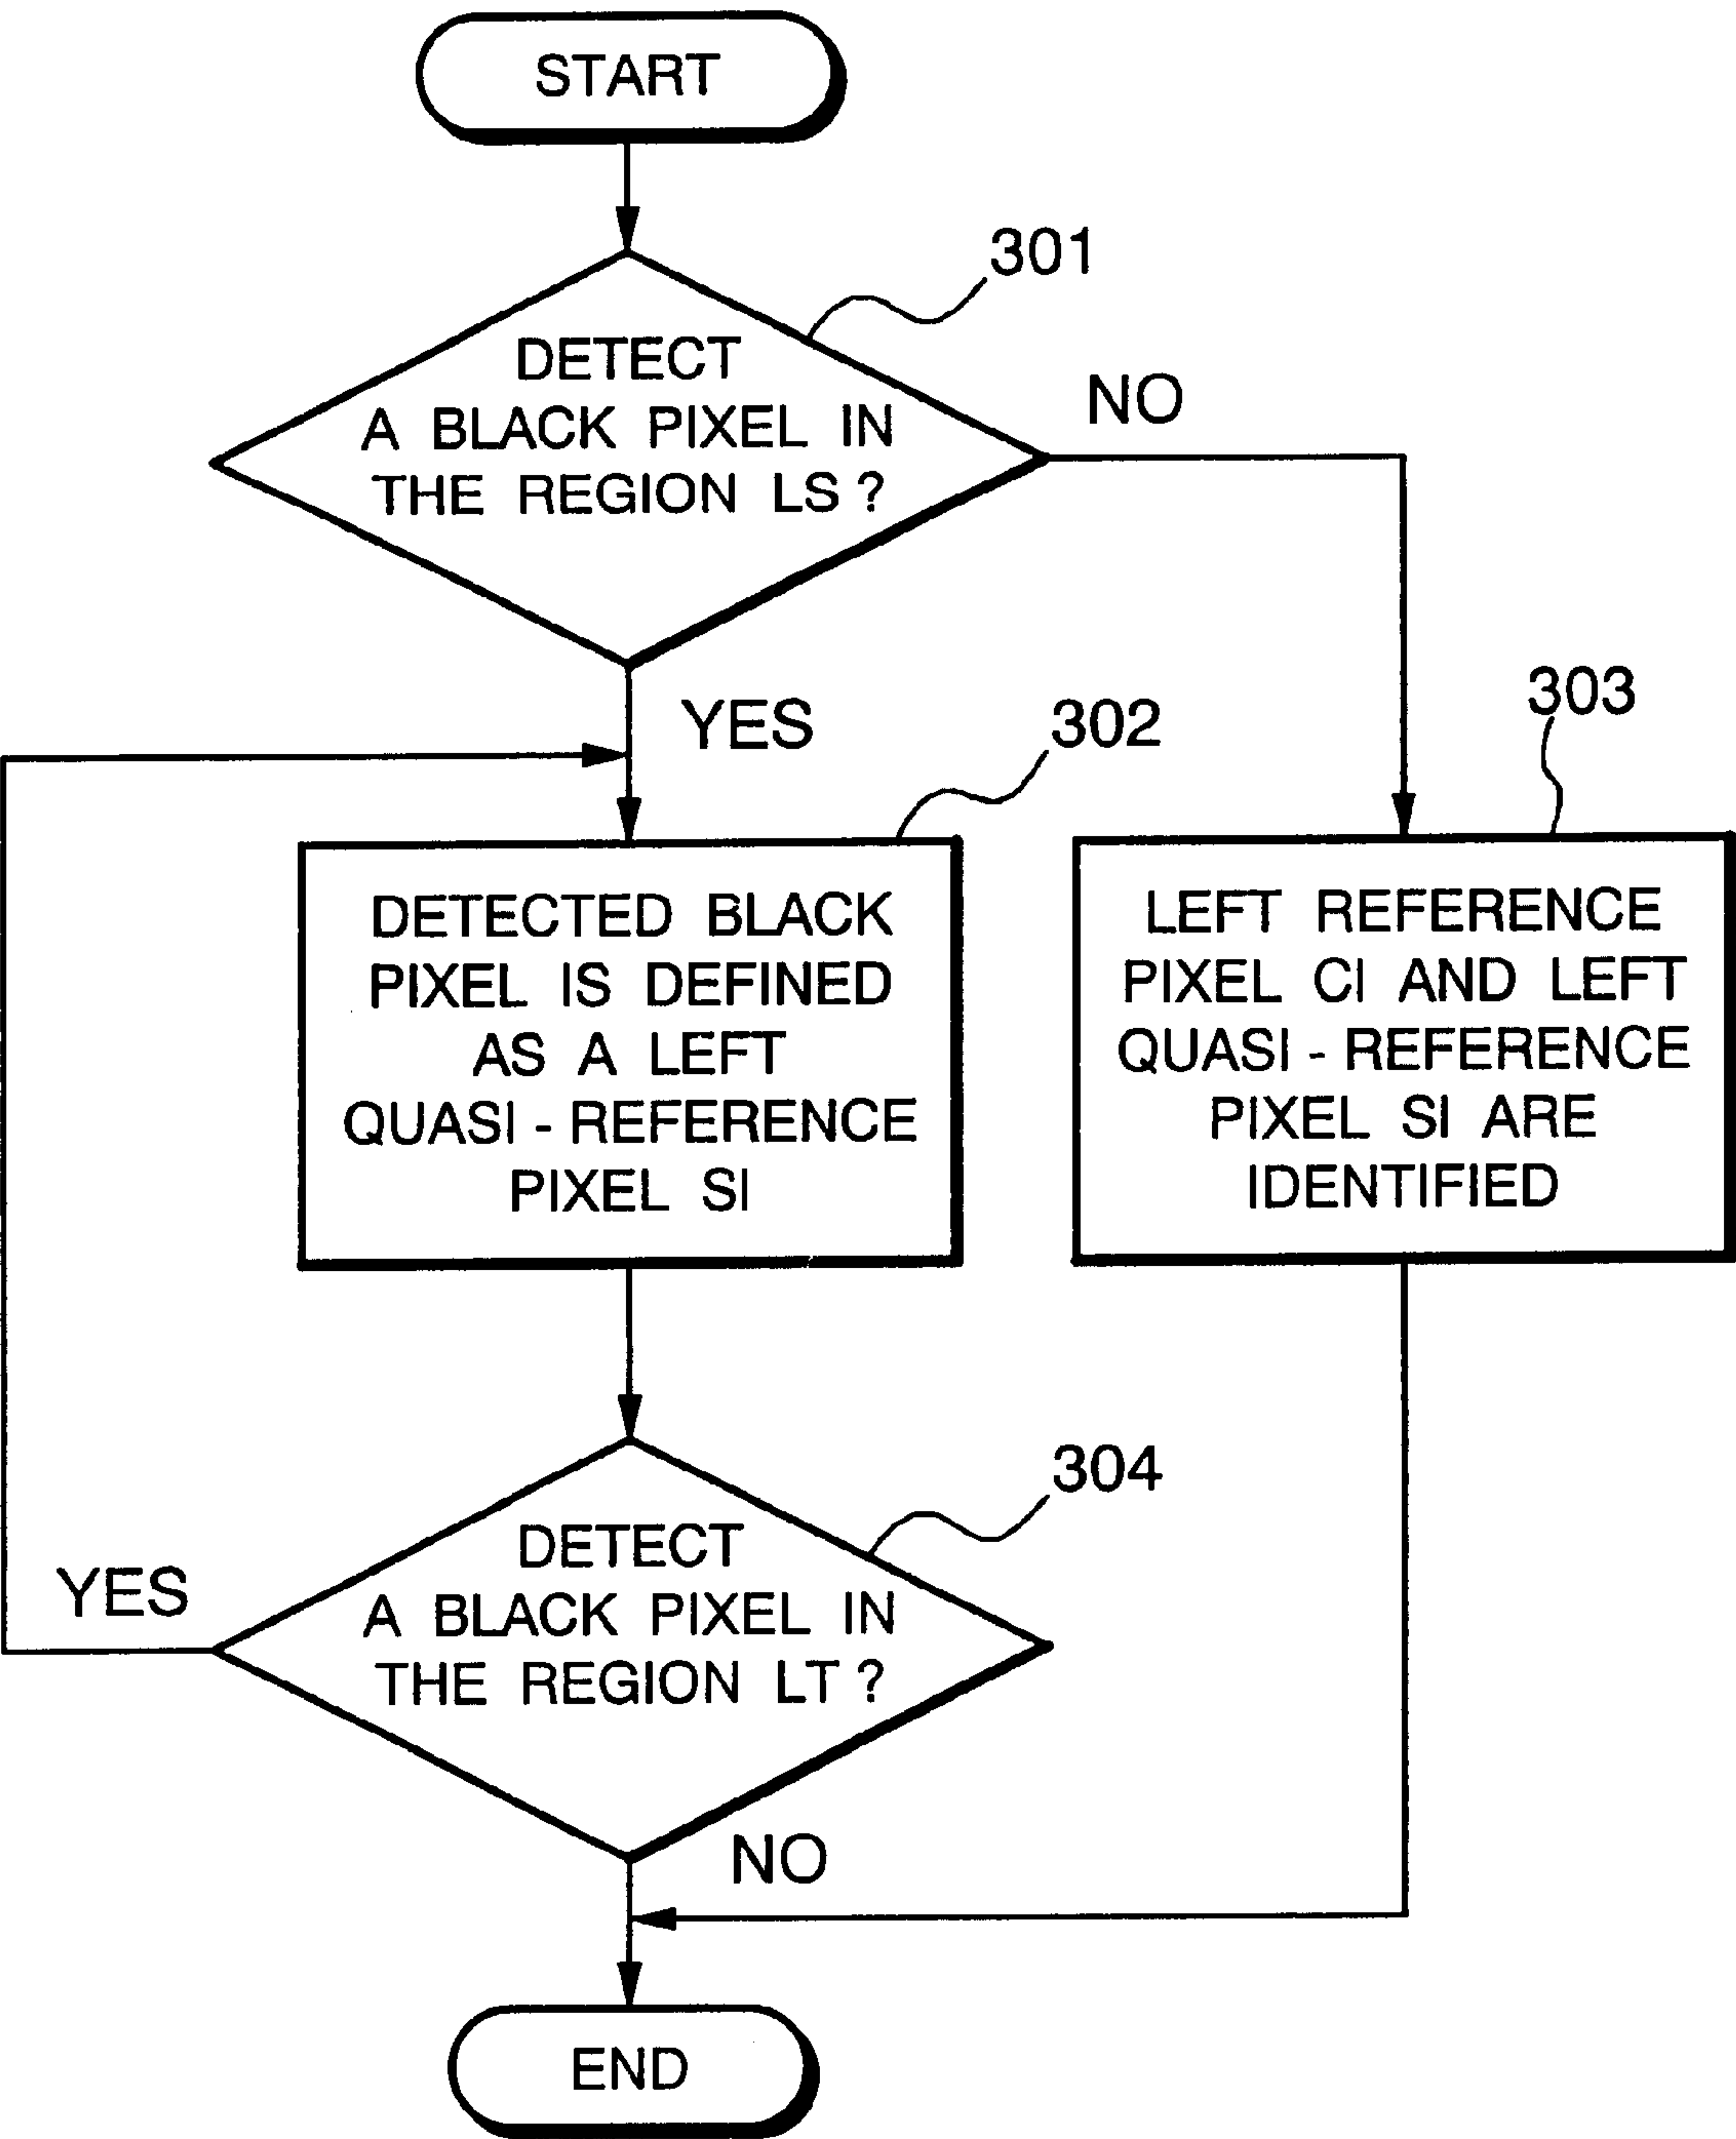 START
301
DETECT
A BLACK PIXEL IN
THE REGION LS ?
NO
YES
302
303
DETECTED BLACK
PIXEL IS DEFINED
AS A LEFT
QUASI - REFERENCE
PIXEL SI
LEFT REFERENCE
PIXEL CI AND LEFT
QUASI - REFERENCE
PIXEL SI ARE
IDENTIFIED
304
DETECT
A BLACK PIXEL IN
THE REGION LT ?
YES
NO
END